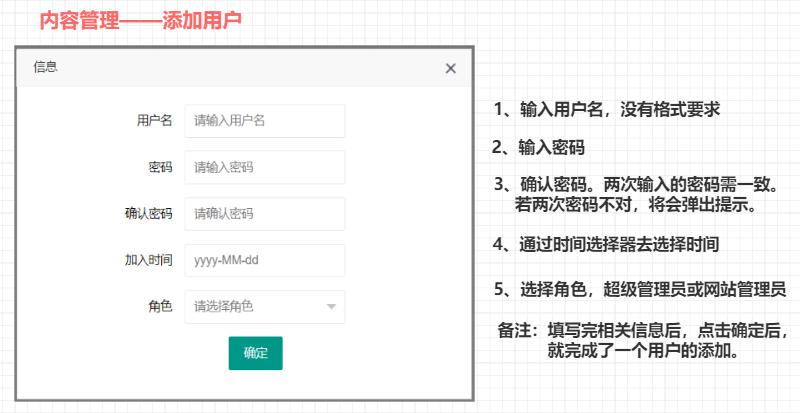 内容管理——添加用户
信息
用户名 请输入用户名
密码 请输入密码
确认密码 请确认密码
加入时间 yyyy-MM-dd
角色 请选择角色
确定
1、输入用户名，没有格式要求
2、输入密码
3、确认密码。两次输入的密码需一致。
若两次密码不对，将会弹出提示。
4、通过时间选择器去选择时间
5、选择角色，超级管理员或网站管理员
备注：填写完相关信息后，点击确定后，
就完成了一个用户的添加。